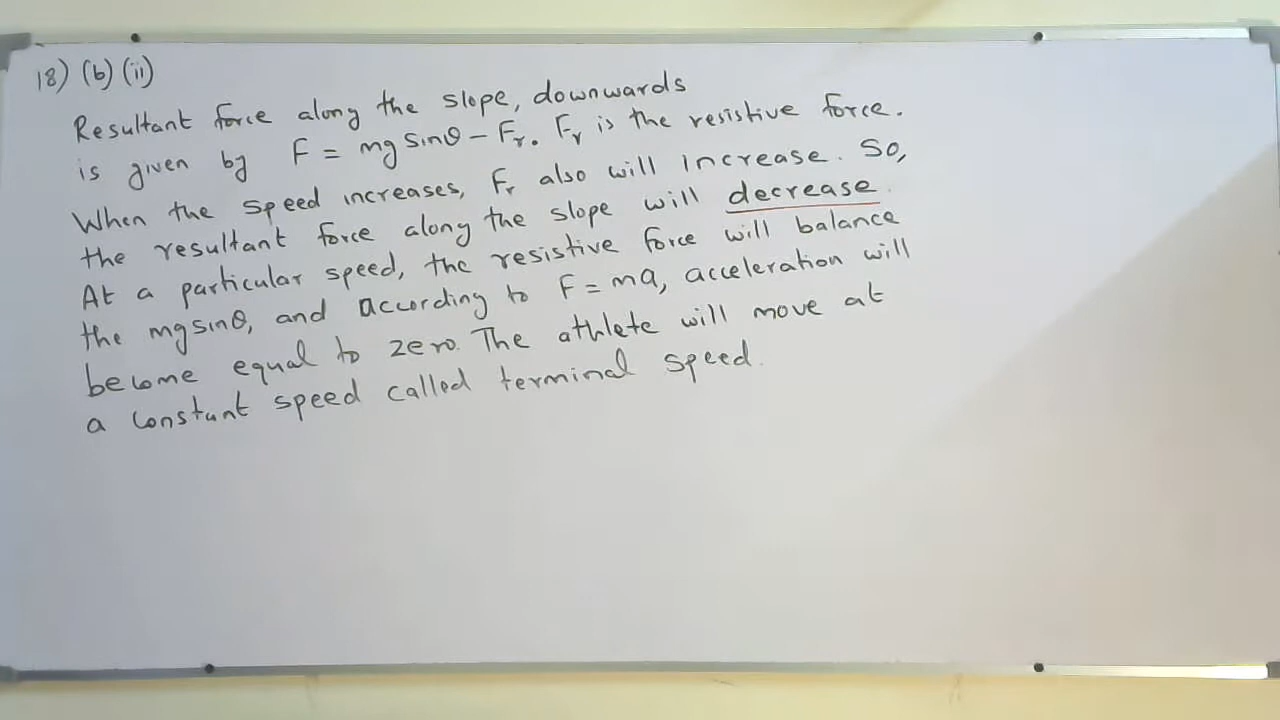 18) (b) (ii)
Resultant force along the slope, downwards
is given by F = mg sinθ - Fr. Fr is the resistive force.
When the speed increases, Fr also will increase. So,
the resultant force along the slope will decrease.
At a particular speed, the resistive force will balance
the mg sinθ, and according to F = ma, acceleration will
become equal to zero. The athlete will move at
a constant speed called terminal speed.